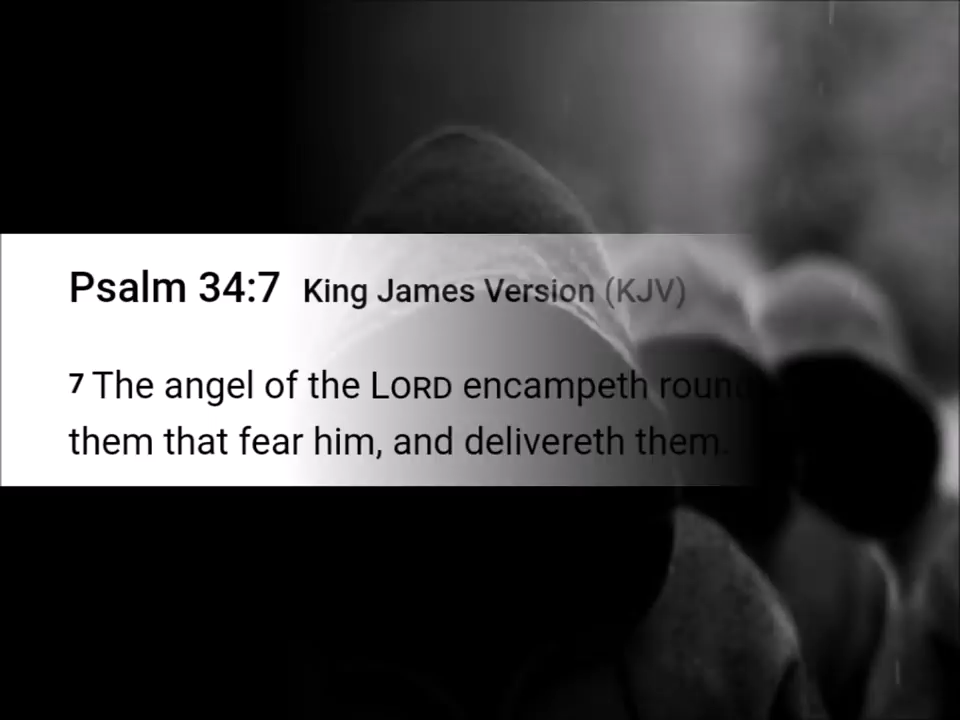 Psalm 34:7 King James Version (KJV)
7 The angel of the LORD encampeth round
them that fear him, and delivereth them.